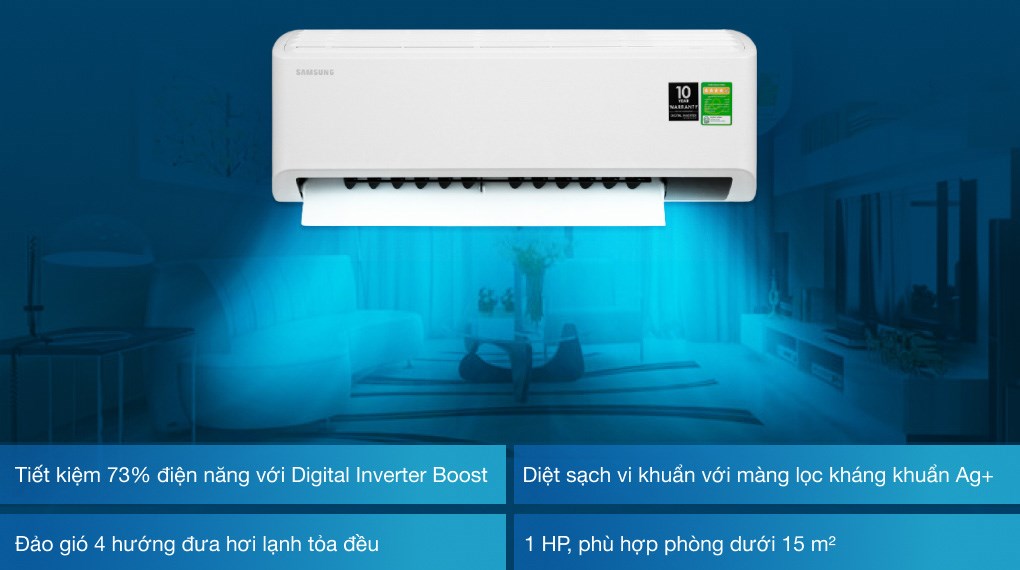 SAMSUNG
10
YEAR
WARRANTY
DIGITAL INVERTER
Tiết kiệm 73% điện năng với Digital Inverter Boost
Diệt sạch vi khuẩn với màng lọc kháng khuẩn Ag+
Đảo gió 4 hướng đưa hơi lạnh tỏa đều
1 HP, phù hợp phòng dưới 15 m²